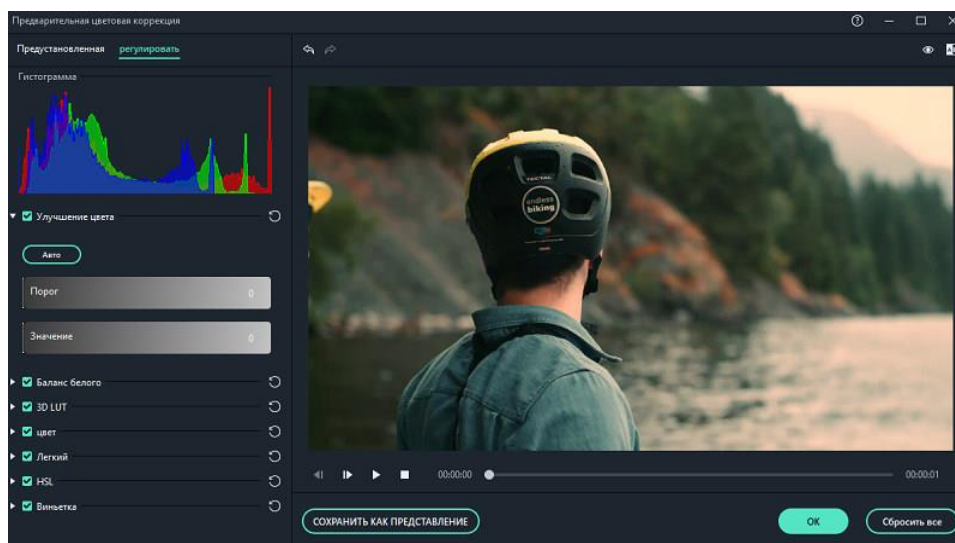 Предварительная цветовая коррекция
Предустановленная регулировать
Гистограмма
Улучшение цвета
Авто
Порог 0
Значение 0
Баланс белого
3D LUT
цвет
Легкий
HSL
Виньетка
TECTAL
endless
biking
00:00:00 00:00:01
СОХРАНИТЬ КАК ПРЕДСТАВЛЕНИЕ OK Сбросить все